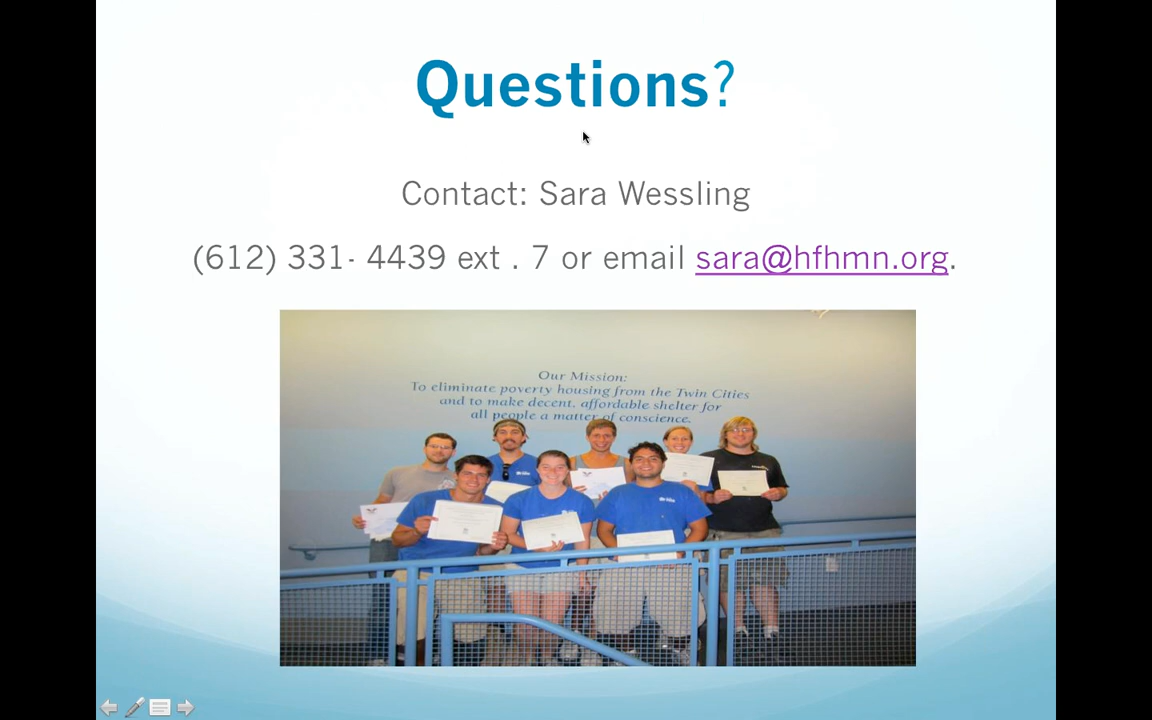 Questions?
Contact: Sara Wessling
(612) 331- 4439 ext . 7 or email sara@hfhmn.org.
Our Mission:
To eliminate poverty housing from the Twin Cities
and to make decent, affordable shelter for
all people a matter of conscience.